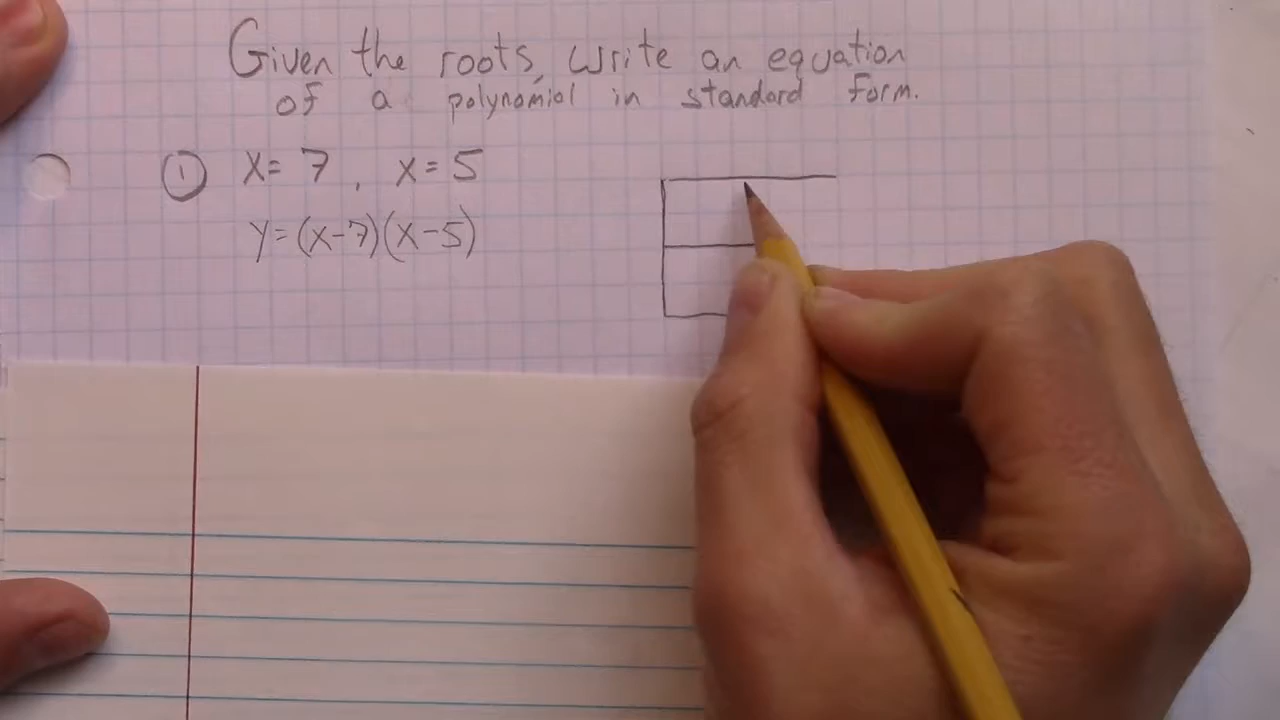 Given the roots, write an equation
of a polynomial in standard form.
① x = 7 , x = 5
y = (x-7)(x-5)